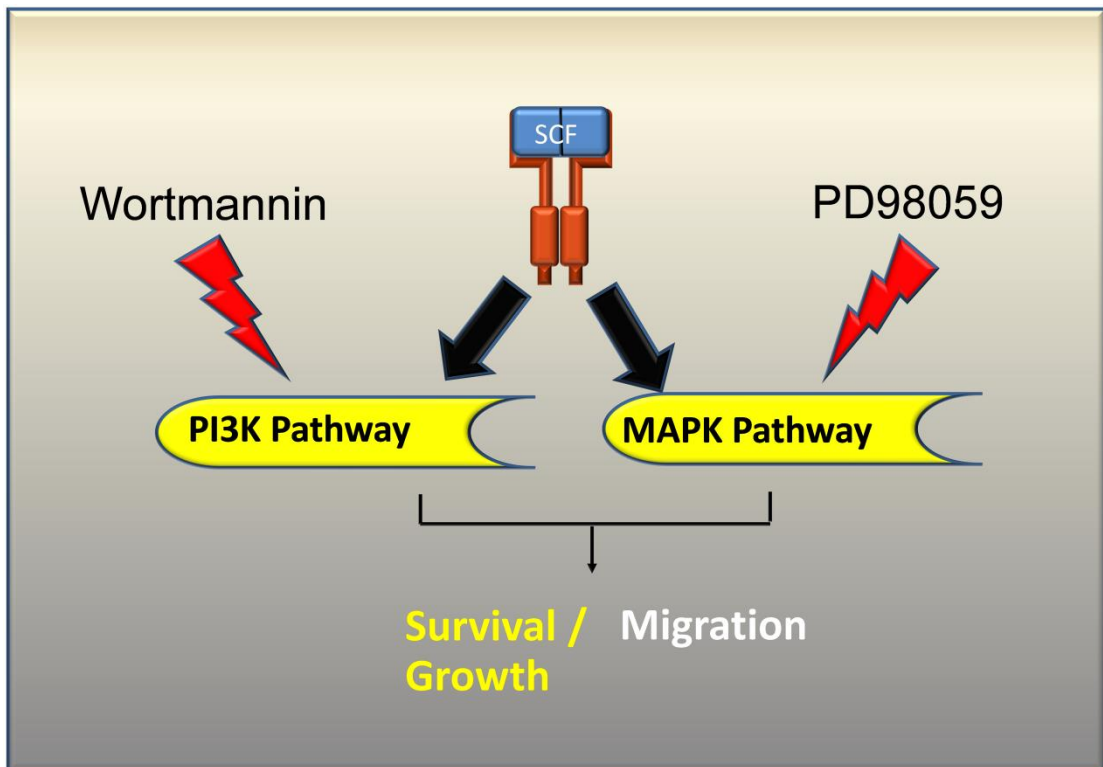 SCF
Wortmannin
PD98059
PI3K Pathway
MAPK Pathway
Survival / Migration
Growth